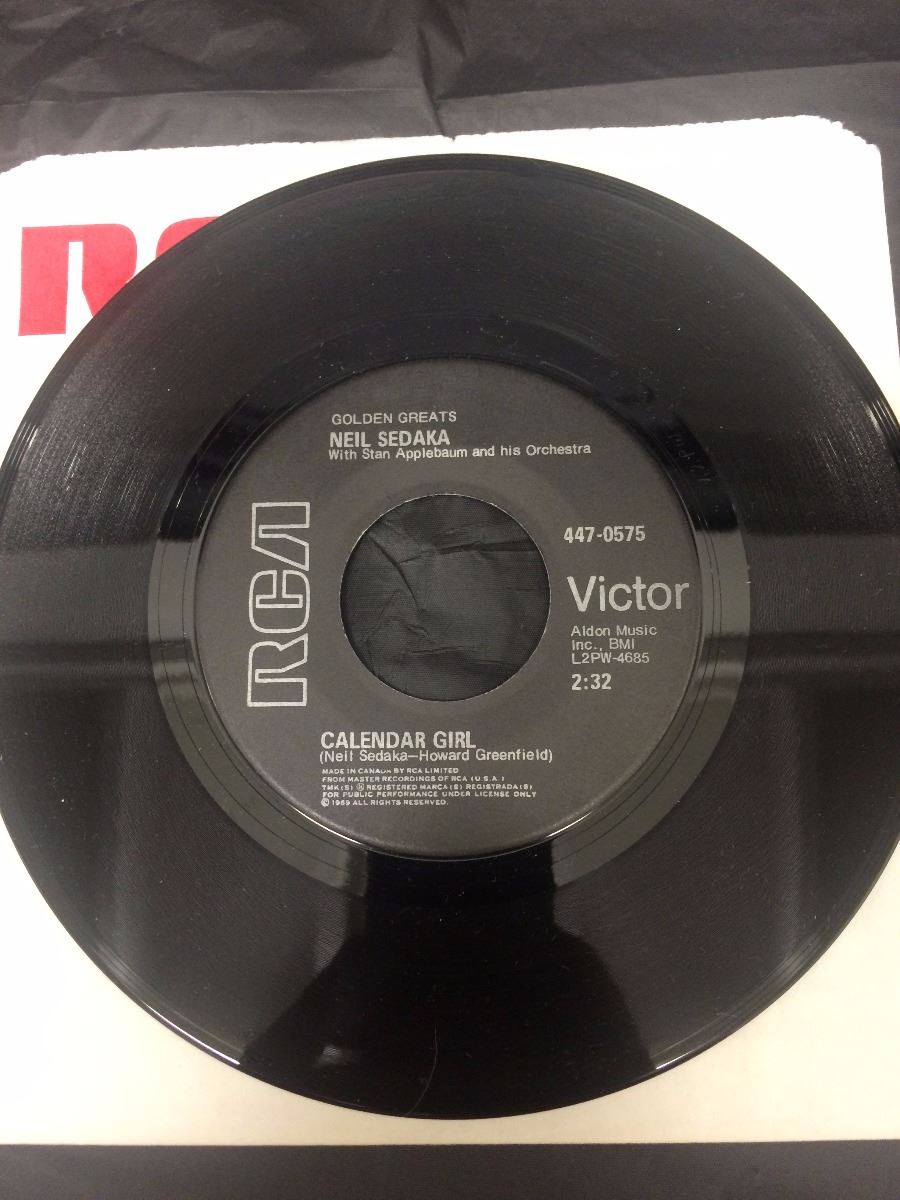 GOLDEN GREATS
NEIL SEDAKA
With Stan Applebaum and his Orchestra
RCA
447-0575
Victor
Aldon Music
Inc., BMI
L2PW-4685
2:32
CALENDAR GIRL
(Neil Sedaka—Howard Greenfield)
MADE IN CANADA BY RCA LIMITED
FROM MASTER RECORDINGS OF RCA (U.S.A.)
TMK(S) ® REGISTERED MARCA(S) REGISTRADA(S)
FOR PUBLIC PERFORMANCE UNDER LICENSE ONLY
© 1969 ALL RIGHTS RESERVED.